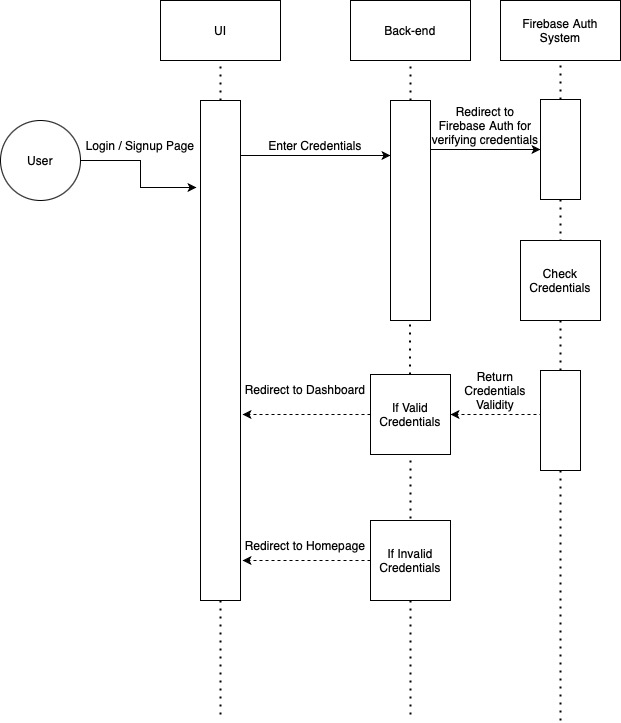 UI
Back-end
Firebase Auth
System
User
Login / Signup Page
Enter Credentials
Redirect to
Firebase Auth for
verifying credentials
Check
Credentials
Return
Credentials
Validity
If Valid
Credentials
Redirect to Dashboard
If Invalid
Credentials
Redirect to Homepage